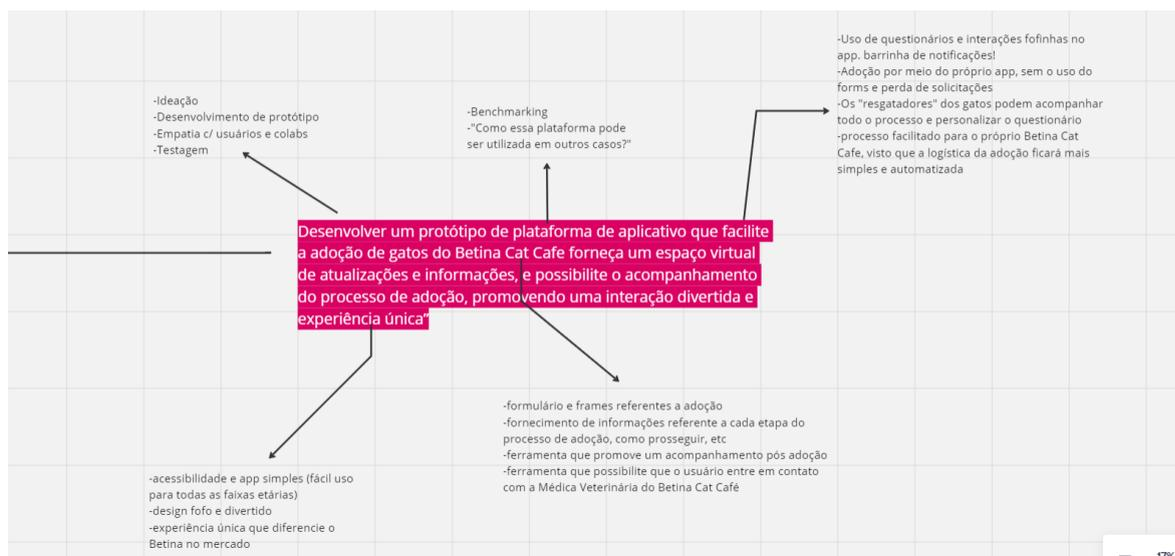 -Uso de questionários e interações fofinhas no
app. barrinha de notificações!
-Adoção por meio do próprio app, sem o uso do
forms e perda de solicitações
-Os "resgatadores" dos gatos podem acompanhar
todo o processo e personalizar o questionário
-processo facilitado para o próprio Betina Cat
Cafe, visto que a logística da adoção ficará mais
simples e automatizada
-Ideação
-Desenvolvimento de protótipo
-Empatia c/ usuários e colabs
-Testagem
-Benchmarking
-"Como essa plataforma pode
ser utilizada em outros casos?"
Desenvolver um protótipo de plataforma de aplicativo que facilite
a adoção de gatos do Betina Cat Cafe forneça um espaço virtual
de atualizações e informações, e possibilite o acompanhamento
do processo de adoção, promovendo uma interação divertida e
experiência única”
-formulário e frames referentes a adoção
-fornecimento de informações referente a cada etapa do
processo de adoção, como prosseguir, etc
-ferramenta que promove um acompanhamento pós adoção
-ferramenta que possibilite que o usuário entre em contato
com a Médica Veterinária do Betina Cat Café
-acessibilidade e app simples (fácil uso
para todas as faixas etárias)
-design fofo e divertido
-experiência única que diferencie o
Betina no mercado